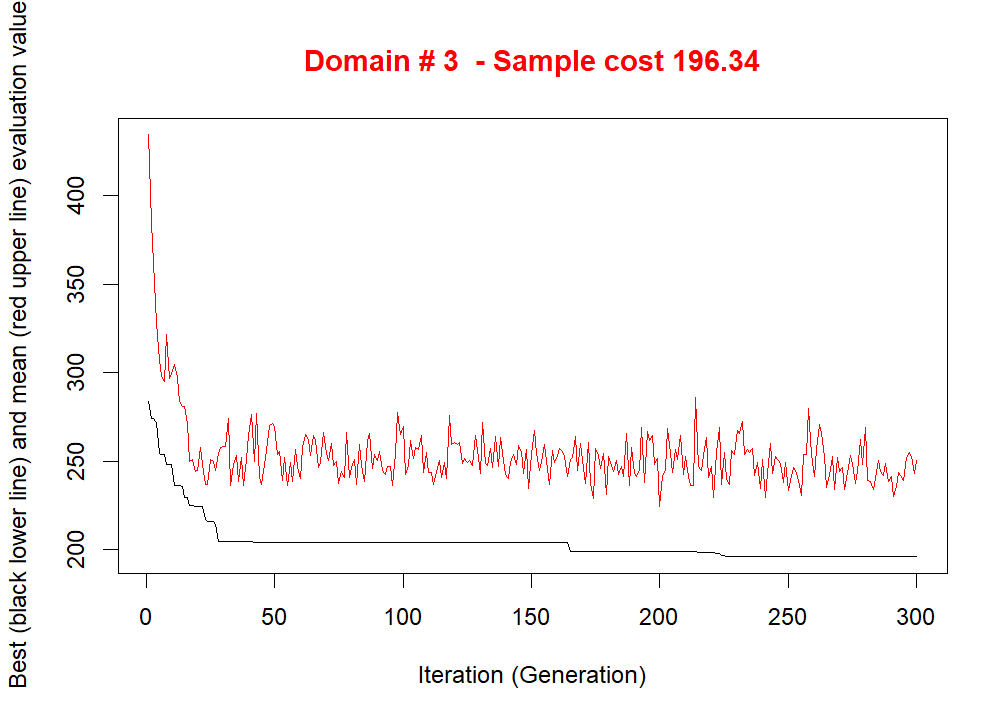 Domain # 3  - Sample cost 196.34
Best (black lower line) and mean (red upper line) evaluation value
400
350
300
250
200
0 50 100 150 200 250 300
Iteration (Generation)